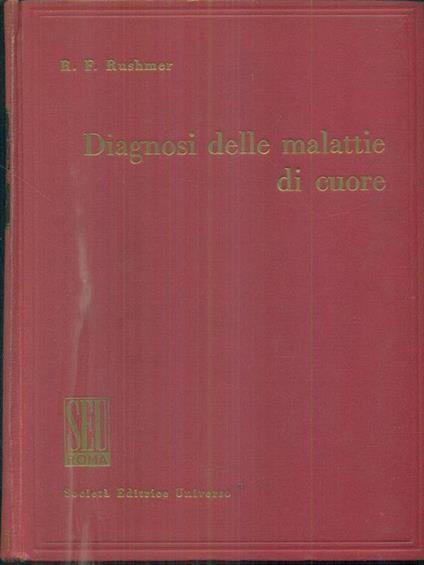 R. F. Rushmer
Diagnosi delle malattie
di cuore
SEU
ROMA
Società Editrice Universo